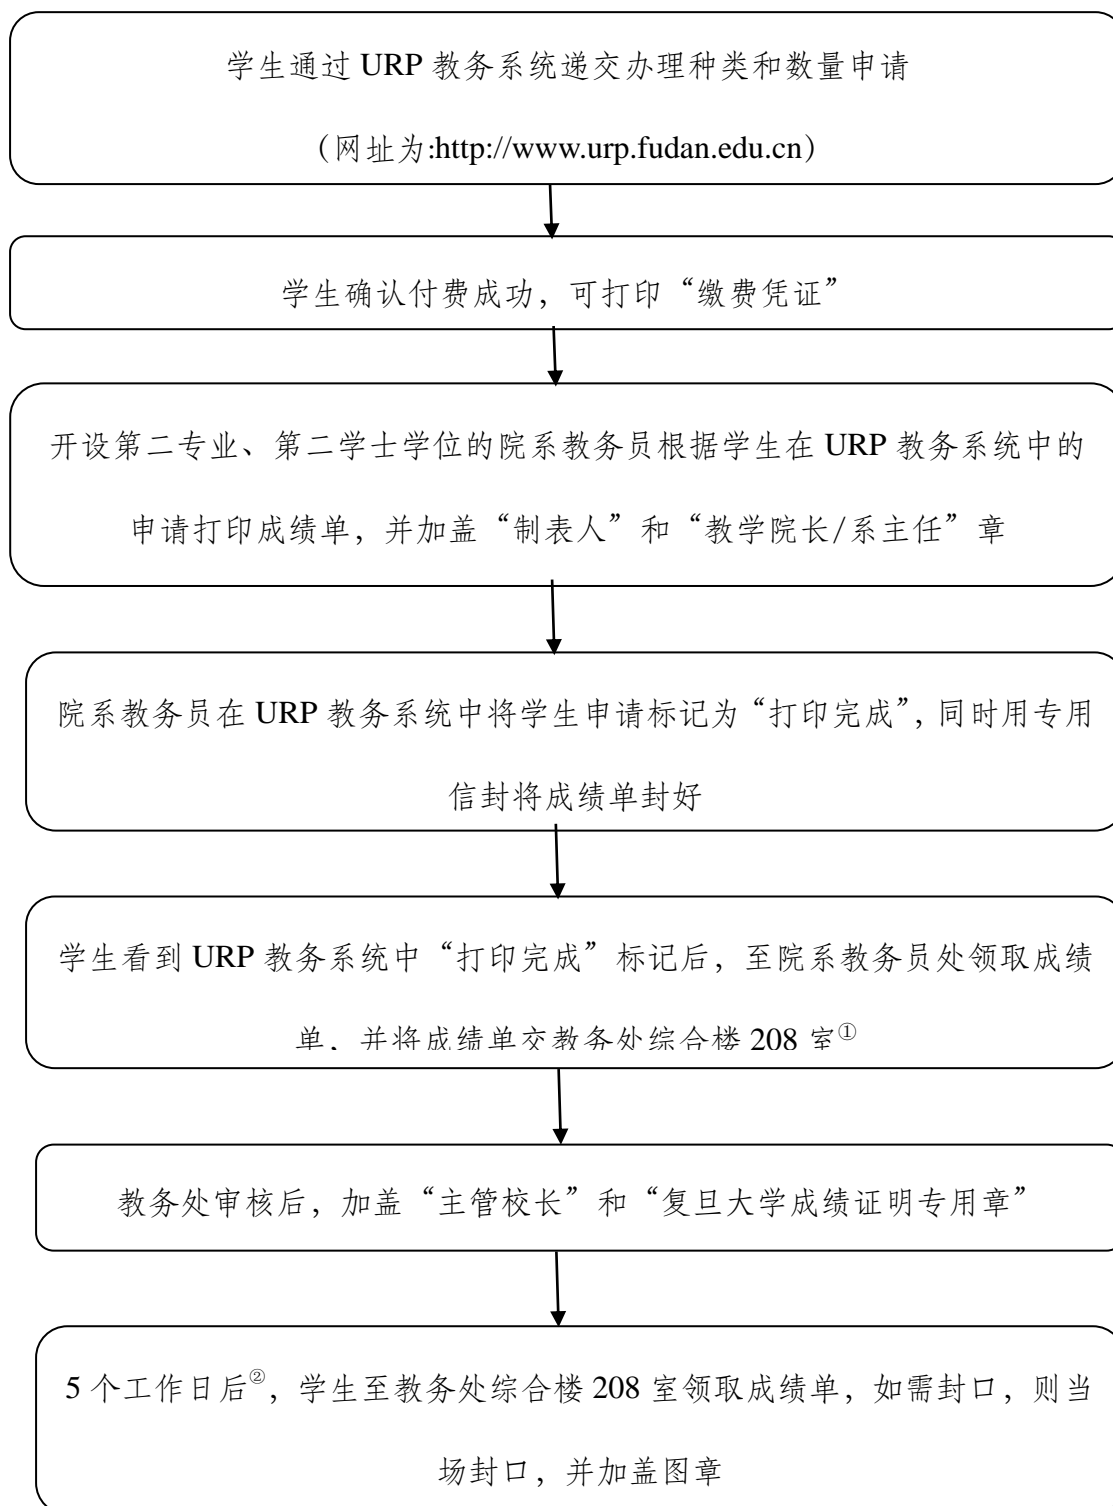 学生通过 URP 教务系统递交办理种类和数量申请
（网址为:http://www.urp.fudan.edu.cn）
学生确认付费成功，可打印“缴费凭证”
开设第二专业、第二学士学位的院系教务员根据学生在 URP 教务系统中的
申请打印成绩单，并加盖“制表人”和“教学院长/系主任”章
院系教务员在 URP 教务系统中将学生申请标记为“打印完成”，同时用专用
信封将成绩单封好
学生看到 URP 教务系统中“打印完成”标记后，至院系教务员处领取成绩
单，并将成绩单交教务处综合楼 208 室①
教务处审核后，加盖“主管校长”和“复旦大学成绩证明专用章”
5 个工作日后②，学生至教务处综合楼 208 室领取成绩单，如需封口，则当
场封口，并加盖图章